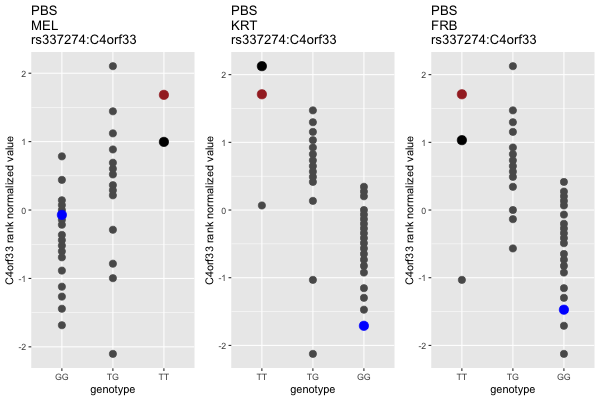 PBS
MEL
rs337274:C4orf33
C4orf33 rank normalized value
2
1
0
-1
-2
GG
TG
TT
genotype
PBS
KRT
rs337274:C4orf33
C4orf33 rank normalized value
2
1
0
-1
-2
TT
TG
GG
genotype
PBS
FRB
rs337274:C4orf33
C4orf33 rank normalized value
2
1
0
-1
-2
TT
TG
GG
genotype